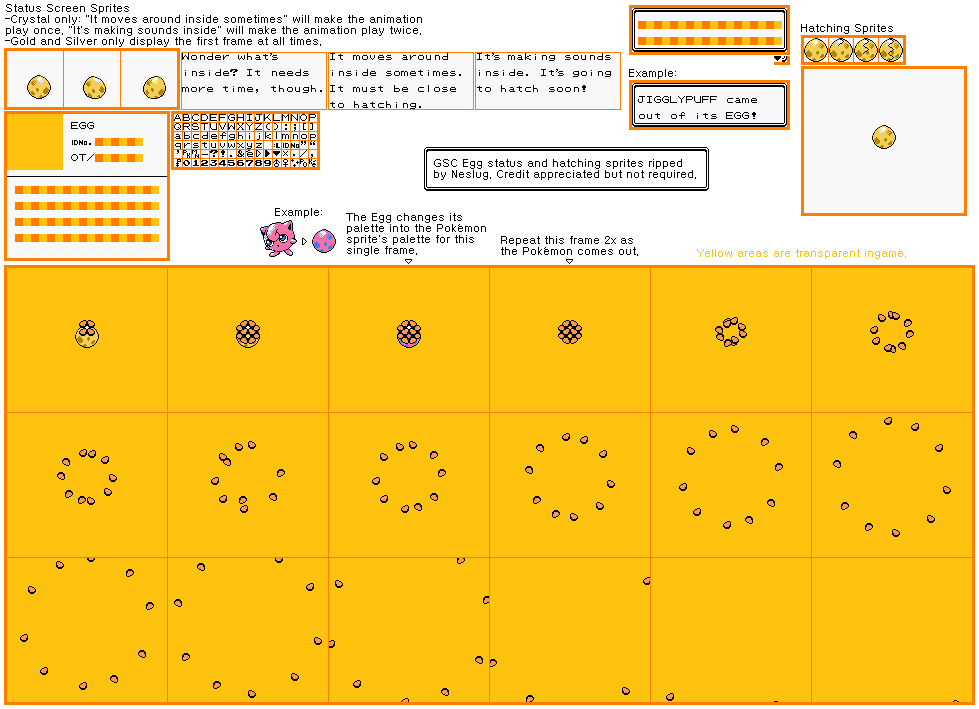 Status Screen Sprites
-Crystal only: "It moves around inside sometimes" will make the animation
play once, "It's making sounds inside" will make the animation play twice.
-Gold and Silver only display the first frame at all times.
Wonder what's
inside? It needs
more time, though.
It moves around
inside sometimes.
It must be close
to hatching.
It's making sounds
inside. It's going
to hatch soon!
Example:
JIGGLYPUFF came
out of its EGG!
Hatching Sprites
EGG
IDNo.
OT/
ABCDEFGHIJKLMNOP
QRSTUVWXYZ():;[]
abcdefghijklmnop
qrstuvwxyz
0123456789
GSC Egg status and hatching sprites ripped
by Neslug. Credit appreciated but not required.
Example:
The Egg changes its
palette into the Pokémon
sprite's palette for this
single frame.
Repeat this frame 2x as
the Pokémon comes out.
Yellow areas are transparent ingame.